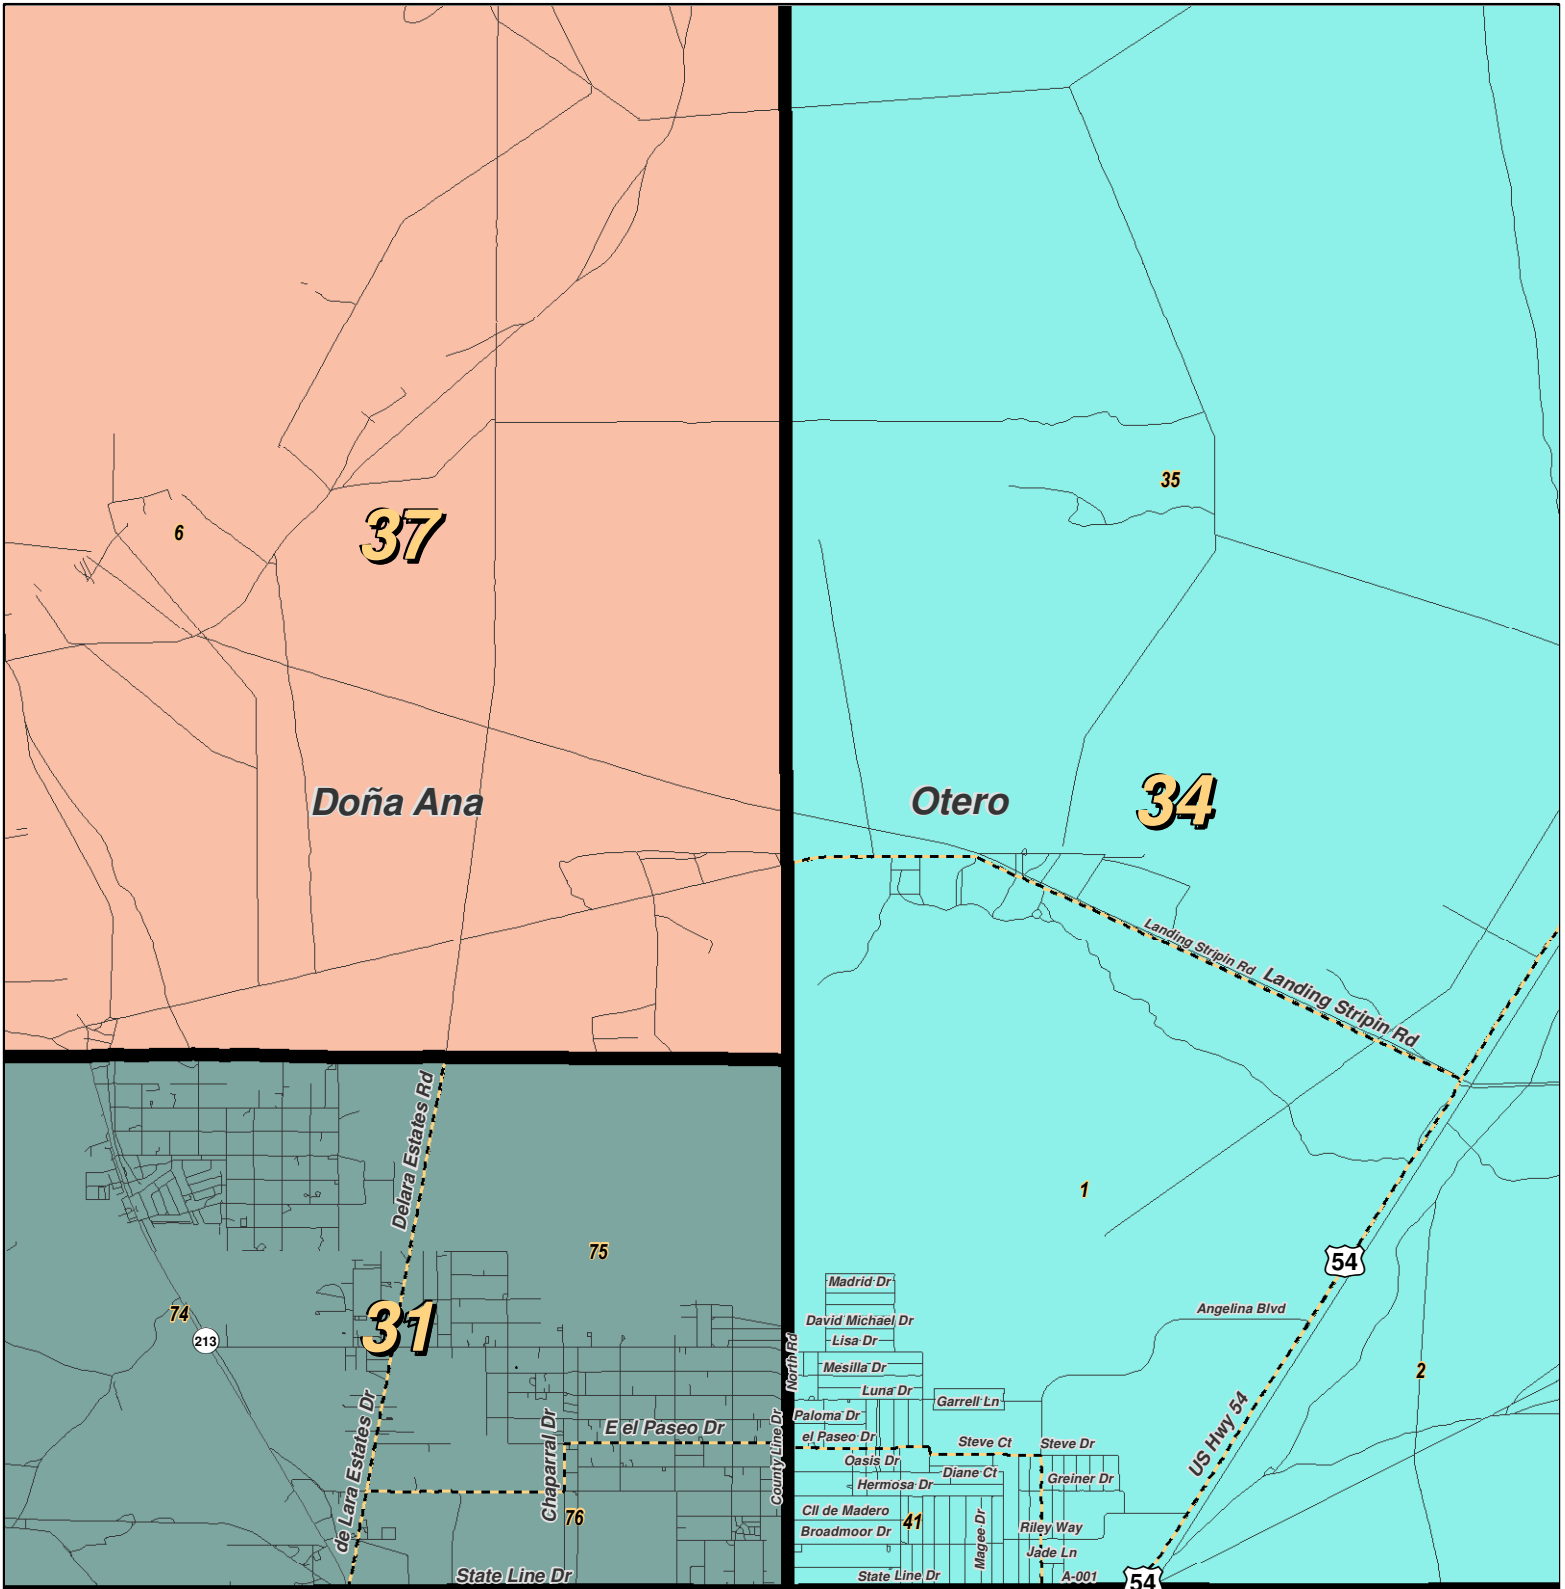 35
6
37
Doña Ana
Otero
34
Landing Stripin Rd
Landing Stripin Rd
Delara Estates Rd
1
75
54
Madrid Dr
Angelina Blvd
74
31
David Michael Dr
213
Lisa Dr
North Rd
Mesilla Dr
2
Luna Dr
Garrell Ln
de Lara Estates Dr
Chaparral Dr
E el Paseo Dr
County Line Dr
Paloma Dr
el Paseo Dr
Steve Ct
Steve Dr
US Hwy 54
Oasis Dr
Diane Ct
Greiner Dr
Hermosa Dr
Cll de Madero
76
41
Broadmoor Dr
Magee Dr
Riley Way
Jade Ln
State Line Dr
State Line Dr
A-001
54